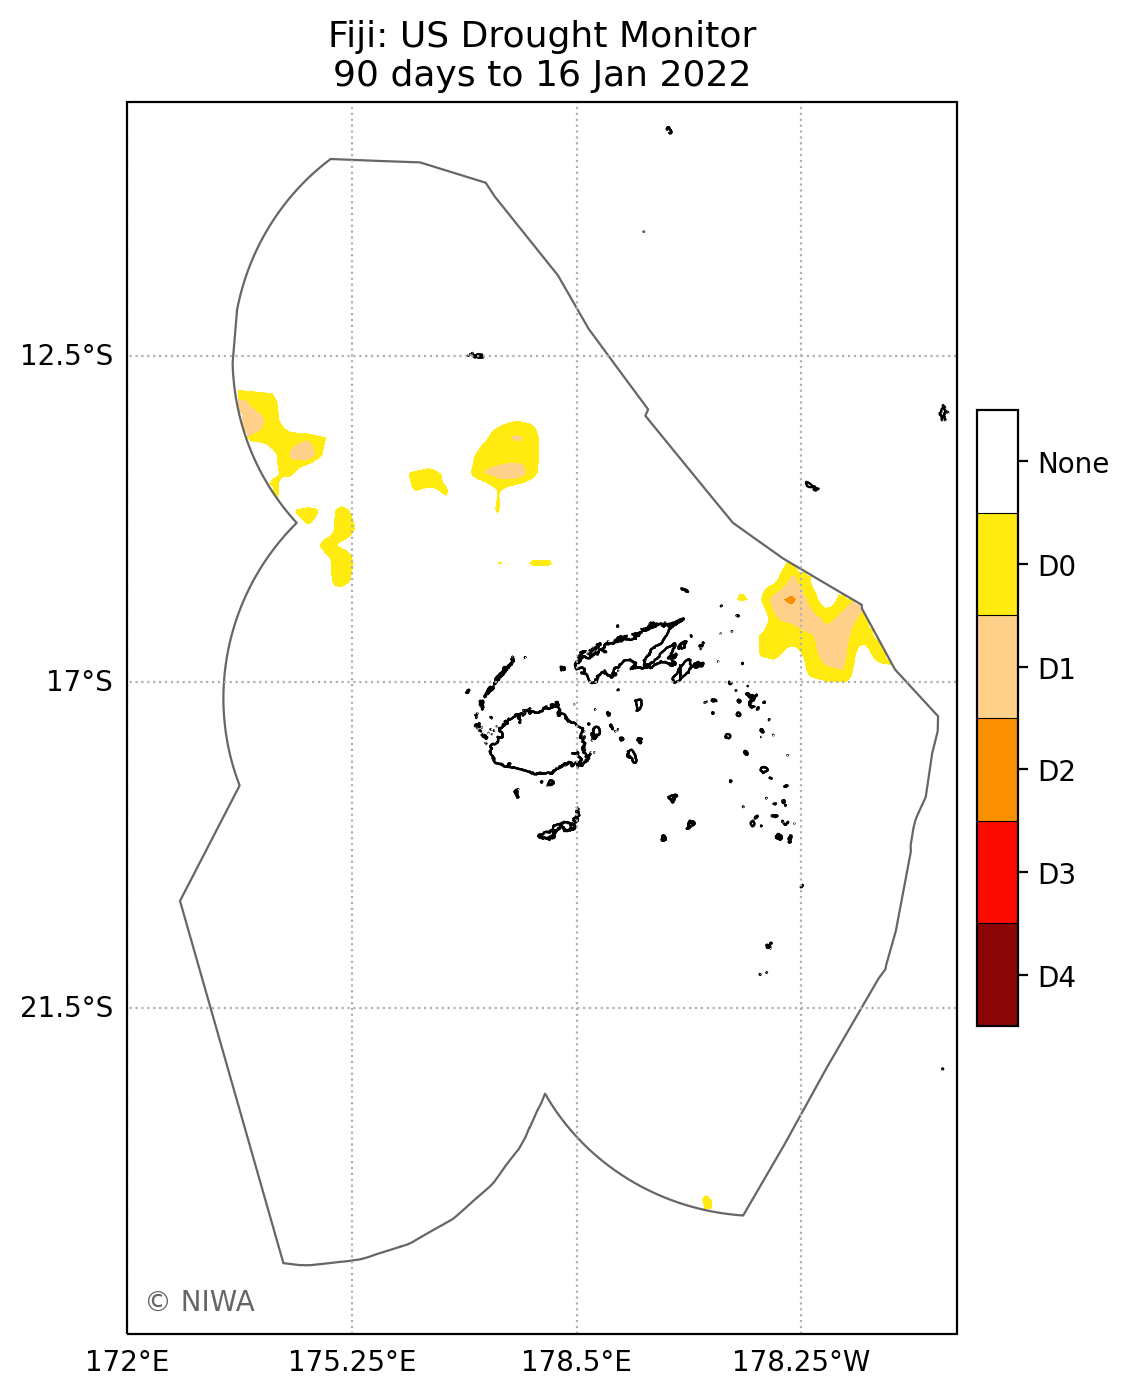 Fiji: US Drought Monitor
90 days to 16 Jan 2022
12.5°S
17°S
21.5°S
172°E
175.25°E
178.5°E
178.25°W
None
D0
D1
D2
D3
D4
© NIWA